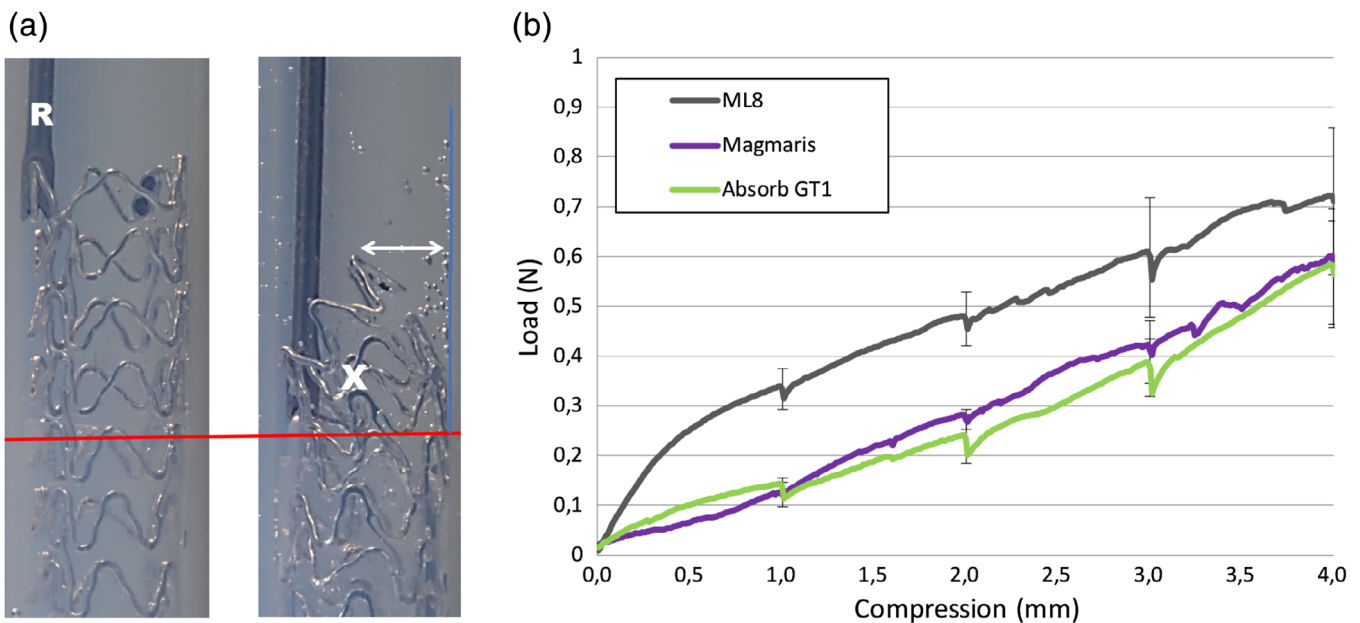 (a)
R
X
(b)
Load (N)
1
0,9
0,8
0,7
0,6
0,5
0,4
0,3
0,2
0,1
0
ML8
Magmaris
Absorb GT1
0,0 0,5 1,0 1,5 2,0 2,5 3,0 3,5 4,0
Compression (mm)